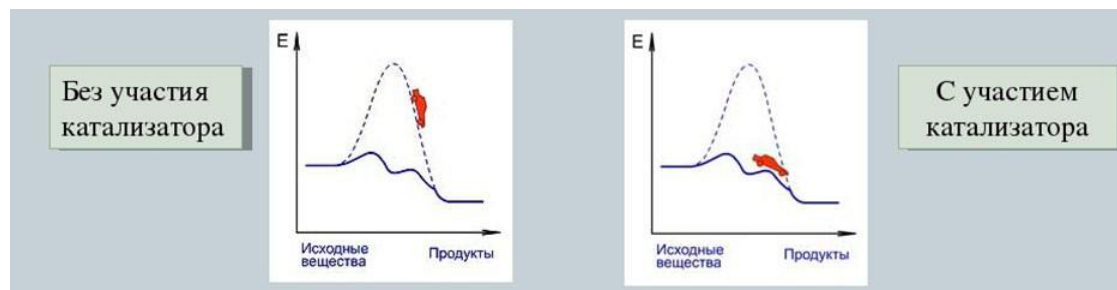 Без участия
катализатора
E
Исходные
вещества
Продукты
E
Исходные
вещества
Продукты
С участием
катализатора